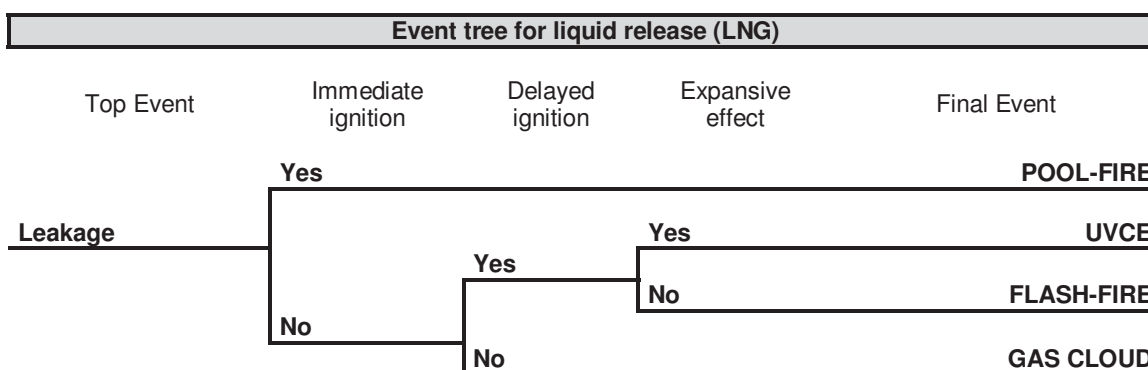 Event tree for liquid release (LNG)
Top Event
Immediate
ignition
Delayed
ignition
Expansive
effect
Final Event
Yes
POOL-FIRE
Leakage
Yes
UVCE
Yes
No
FLASH-FIRE
No
No
GAS CLOUD